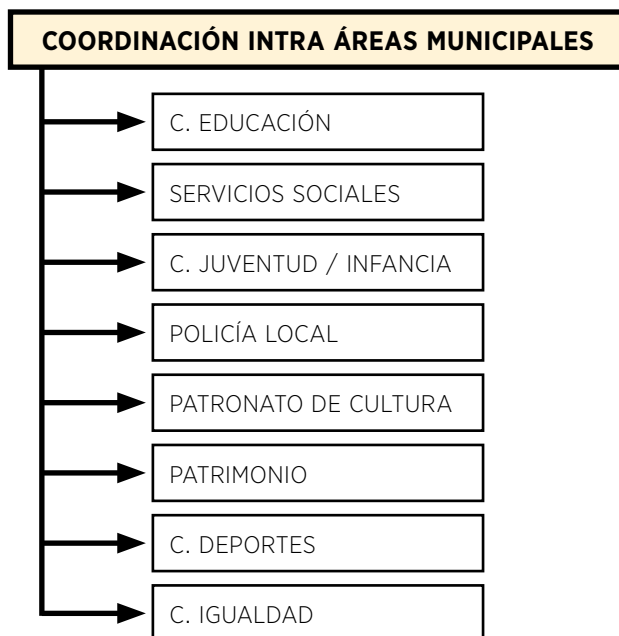 COORDINACIÓN INTRA ÁREAS MUNICIPALES
C. EDUCACIÓN
SERVICIOS SOCIALES
C. JUVENTUD / INFANCIA
POLICÍA LOCAL
PATRONATO DE CULTURA
PATRIMONIO
C. DEPORTES
C. IGUALDAD